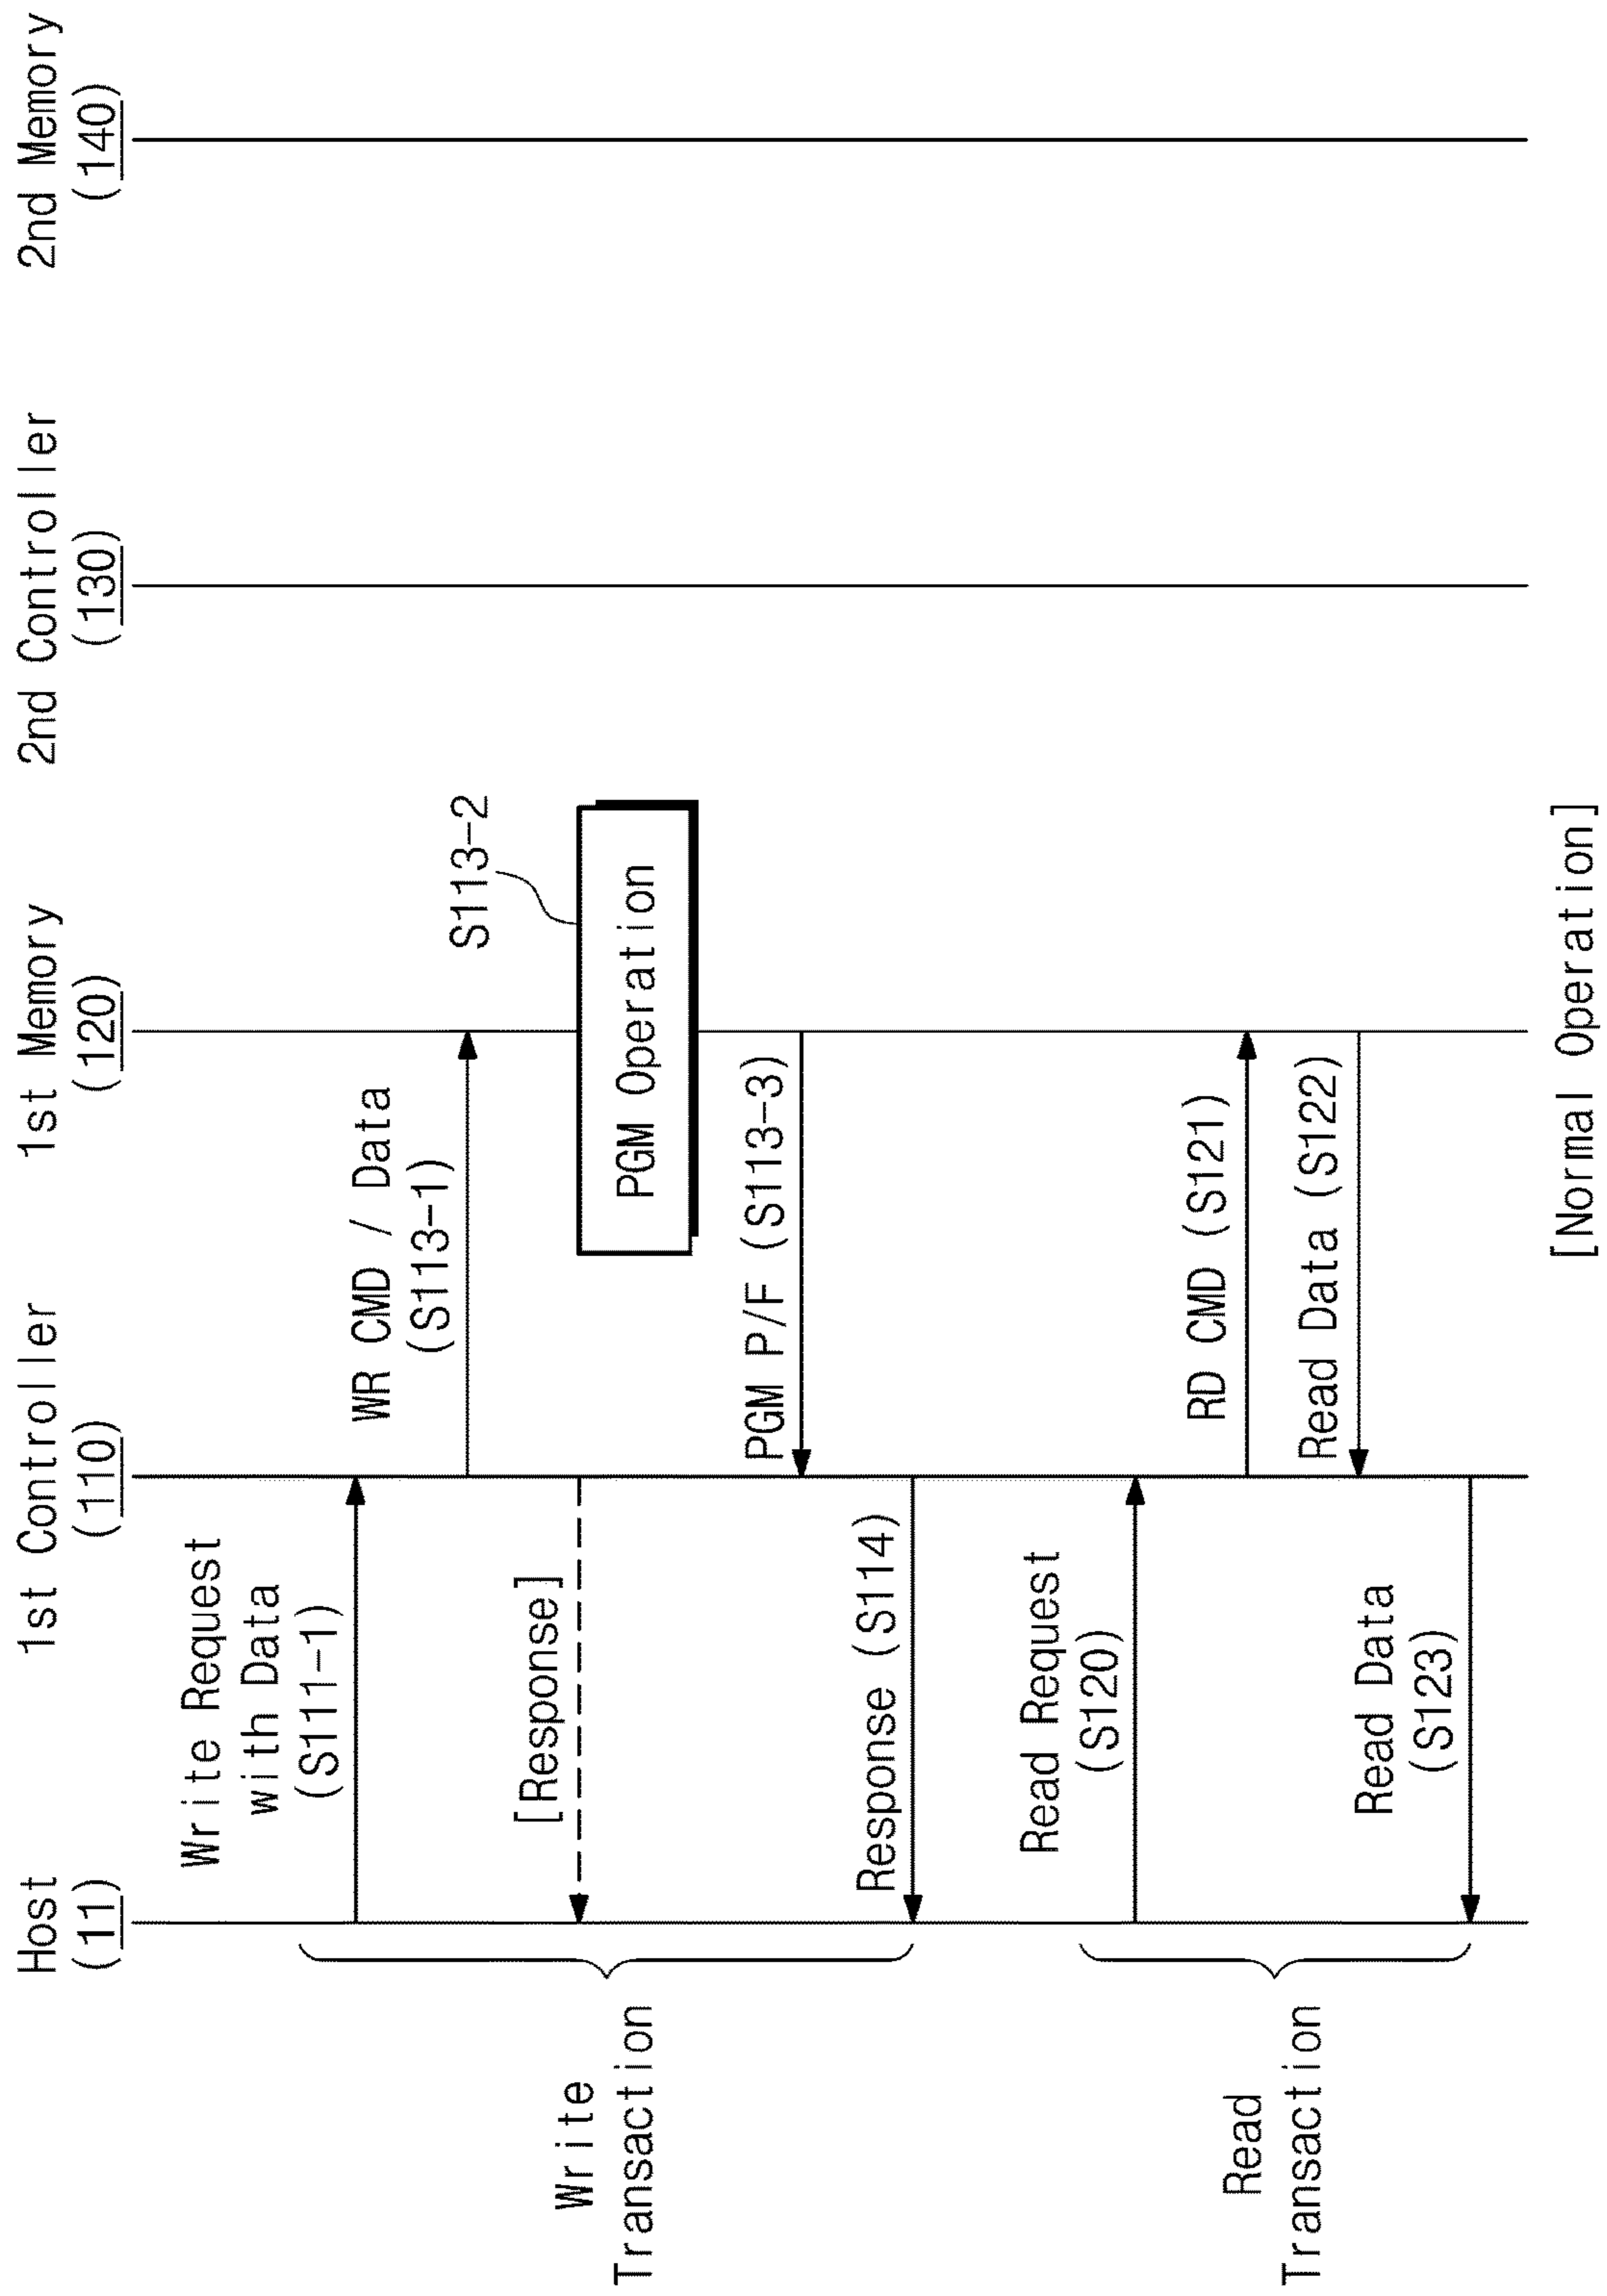 Host
(11)
1st Controller
(110)
1st Memory
(120)
2nd Controller
(130)
2nd Memory
(140)
Write Request
with Data
(S111-1)
WR CMD / Data
(S113-1)
S113-2
[Response]
PGM Operation
PGM P/F (S113-3)
Response (S114)
Write
Transaction
Read Request
(S120)
RD CMD (S121)
Read Data (S122)
Read Data
(S123)
Read
Transaction
[Normal Operation]